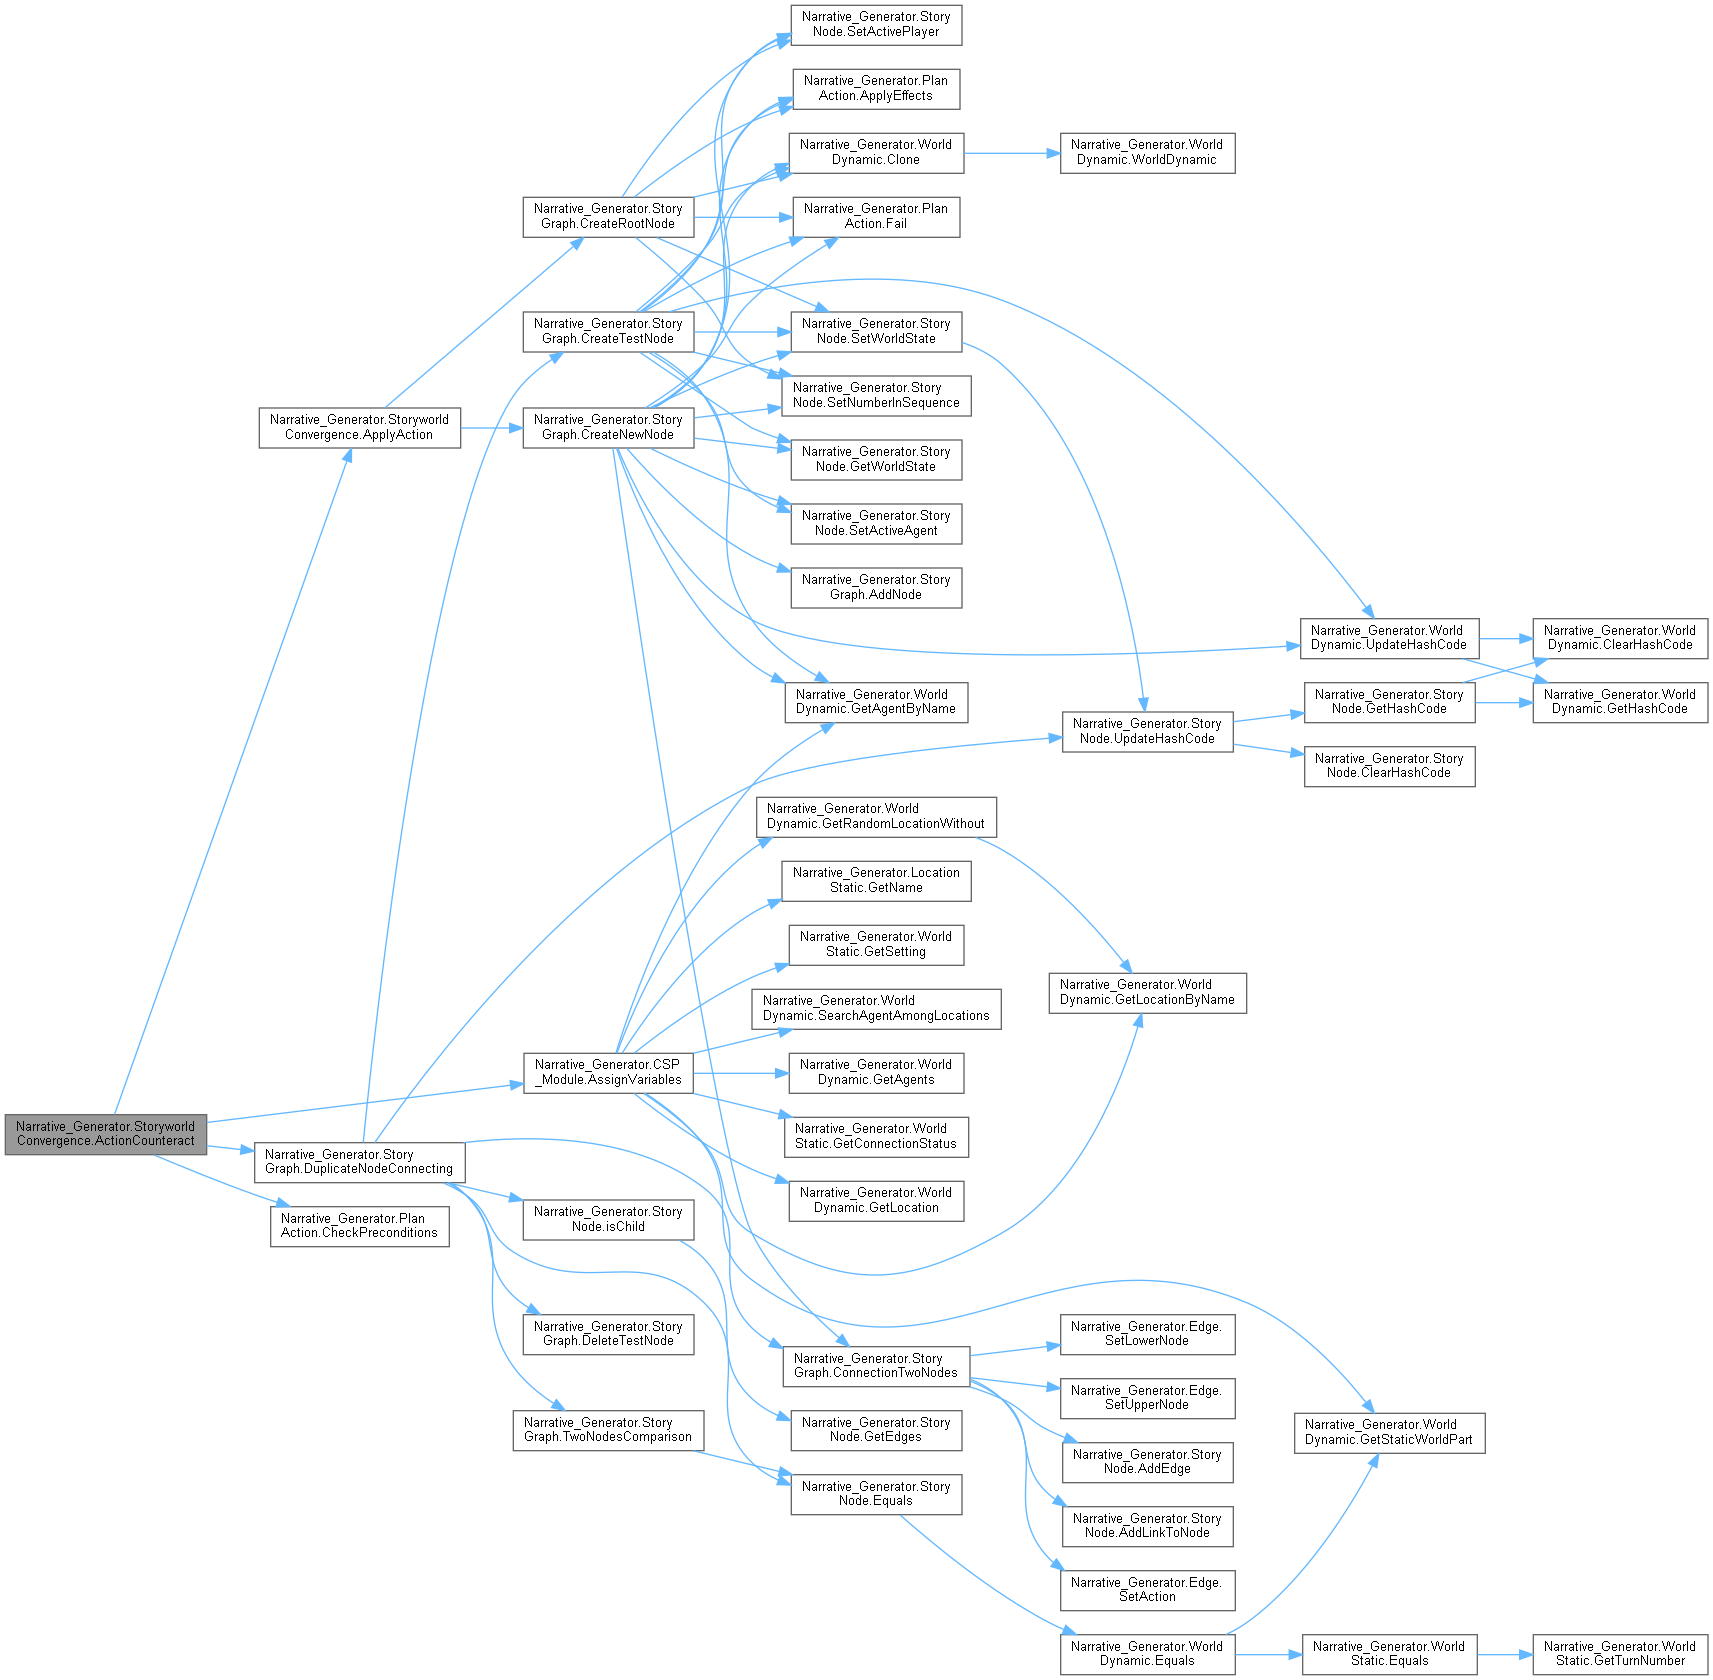 Narrative_Generator.Story
Node.SetActivePlayer
Narrative_Generator.Plan
Action.ApplyEffects
Narrative_Generator.World
Dynamic.Clone
Narrative_Generator.World
Dynamic.WorldDynamic
Narrative_Generator.Story
Graph.CreateRootNode
Narrative_Generator.Plan
Action.Fail
Narrative_Generator.Story
Graph.CreateTestNode
Narrative_Generator.Story
Node.SetWorldState
Narrative_Generator.Story
Node.SetNumberInSequence
Narrative_Generator.Storyworld
Convergence.ApplyAction
Narrative_Generator.Story
Graph.CreateNewNode
Narrative_Generator.Story
Node.GetWorldState
Narrative_Generator.Story
Node.SetActiveAgent
Narrative_Generator.Story
Graph.AddNode
Narrative_Generator.World
Dynamic.UpdateHashCode
Narrative_Generator.World
Dynamic.ClearHashCode
Narrative_Generator.World
Dynamic.GetAgentByName
Narrative_Generator.Story
Node.GetHashCode
Narrative_Generator.World
Dynamic.GetHashCode
Narrative_Generator.Story
Node.UpdateHashCode
Narrative_Generator.Story
Node.ClearHashCode
Narrative_Generator.World
Dynamic.GetRandomLocationWithout
Narrative_Generator.Location
Static.GetName
Narrative_Generator.World
Static.GetSetting
Narrative_Generator.World
Dynamic.GetLocationByName
Narrative_Generator.World
Dynamic.SearchAgentAmongLocations
Narrative_Generator.CSP
_Module.AssignVariables
Narrative_Generator.World
Dynamic.GetAgents
Narrative_Generator.Storyworld
Convergence.ActionCounteract
Narrative_Generator.World
Static.GetConnectionStatus
Narrative_Generator.Story
Graph.DuplicateNodeConnecting
Narrative_Generator.World
Dynamic.GetLocation
Narrative_Generator.Plan
Action.CheckPreconditions
Narrative_Generator.Story
Node.isChild
Narrative_Generator.Story
Graph.DeleteTestNode
Narrative_Generator.Edge.
SetLowerNode
Narrative_Generator.Story
Graph.ConnectionTwoNodes
Narrative_Generator.Edge.
SetUpperNode
Narrative_Generator.Story
Graph.TwoNodesComparison
Narrative_Generator.Story
Node.GetEdges
Narrative_Generator.World
Dynamic.GetStaticWorldPart
Narrative_Generator.Story
Node.AddEdge
Narrative_Generator.Story
Node.Equals
Narrative_Generator.Story
Node.AddLinkToNode
Narrative_Generator.Edge.
SetAction
Narrative_Generator.World
Dynamic.Equals
Narrative_Generator.World
Static.Equals
Narrative_Generator.World
Static.GetTurnNumber